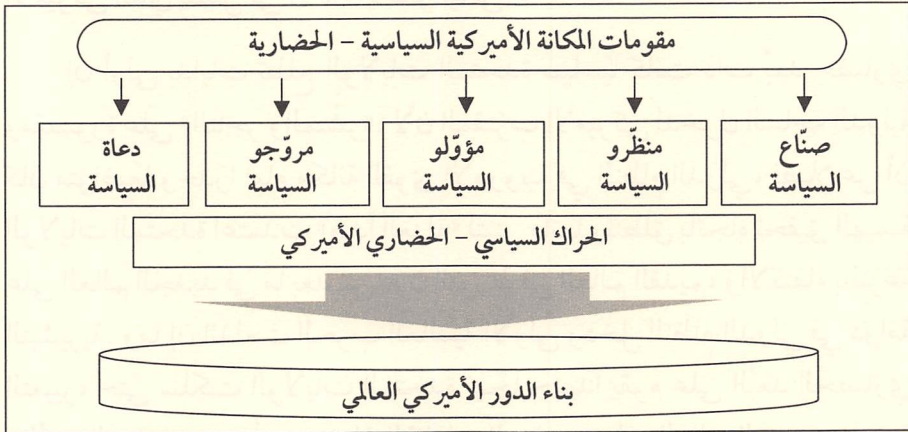 مقومات المكانة الأميركية السياسية – الحضارية
صنّاع
السياسة
منظّرو
السياسة
مؤوّلو
السياسة
مروّجو
السياسة
دعاة
السياسة
الحراك السياسي – الحضاري الأميركي
بناء الدور الأميركي العالمي